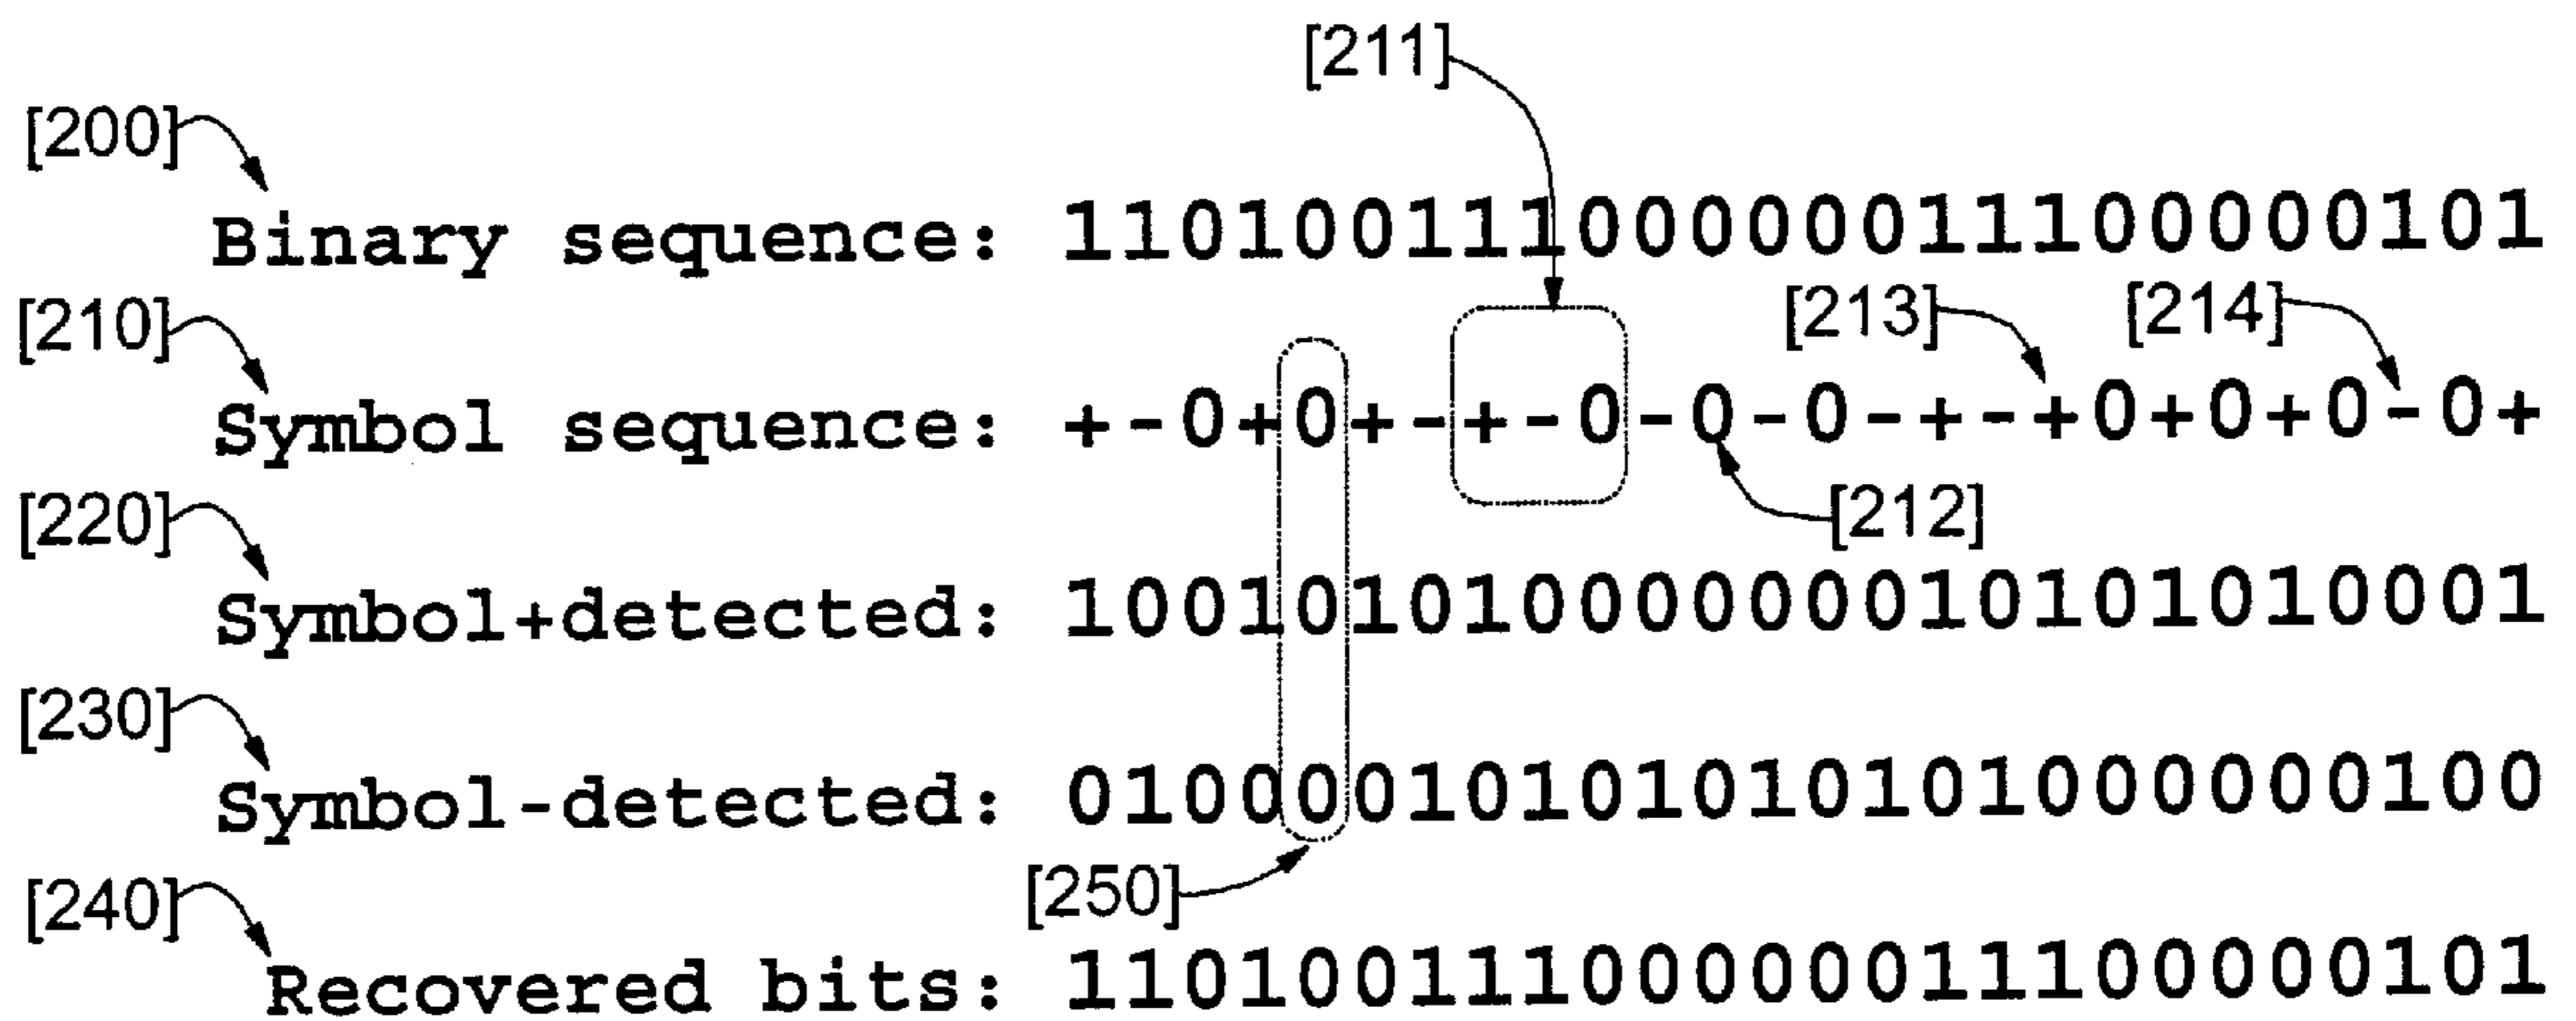 [211]
[200]
Binary sequence: 11010011100000011100000101
[210] [213] [214]
Symbol sequence: +-0+0+-+-0-0-0-+-+0+0+0-0+
[220] [212]
Symbol+detected: 10010101000000010101010001
[230]
Symbol-detected: 01000010101010101000000100
[240] [250]
Recovered bits: 11010011100000011100000101